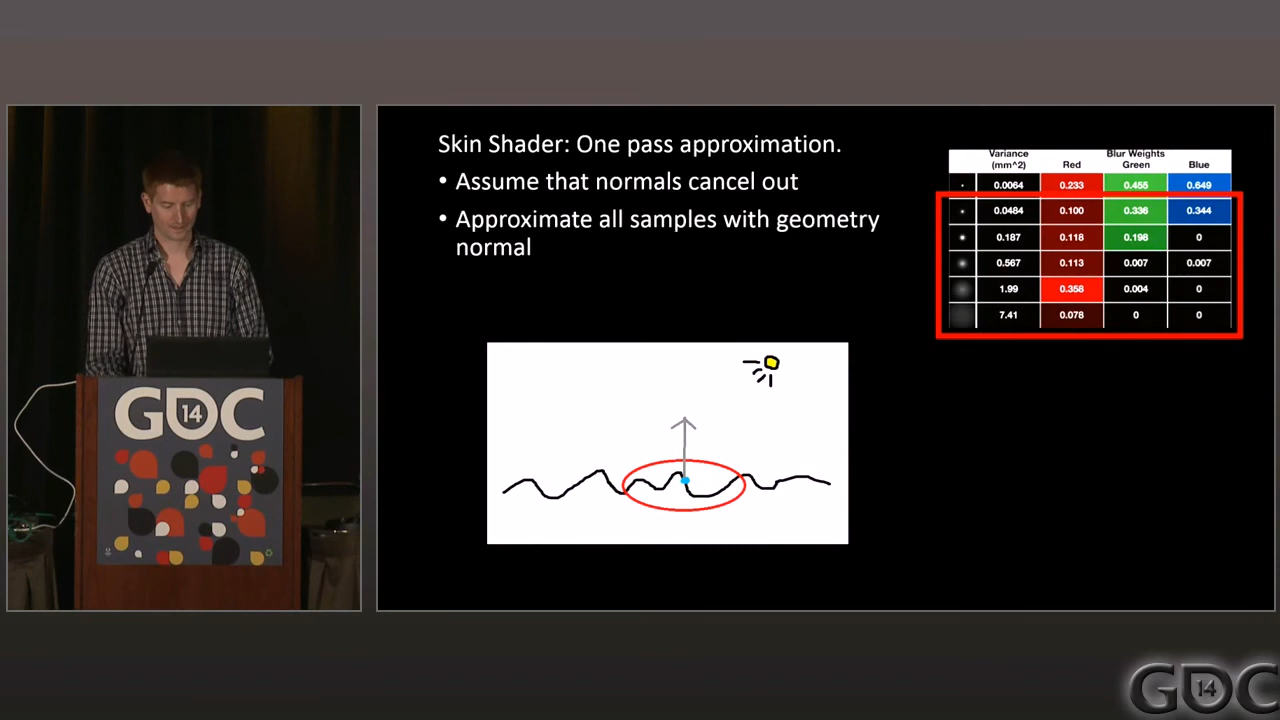 Skin Shader: One pass approximation.
• Assume that normals cancel out
• Approximate all samples with geometry
normal
Variance
(mm^2)
Blur Weights
Red Green Blue
0.0064 0.233 0.455 0.649
0.0484 0.100 0.336 0.344
0.187 0.118 0.198 0
0.567 0.113 0.007 0.007
1.99 0.358 0.004 0
7.41 0.078 0 0
GDC 14
GDC 14